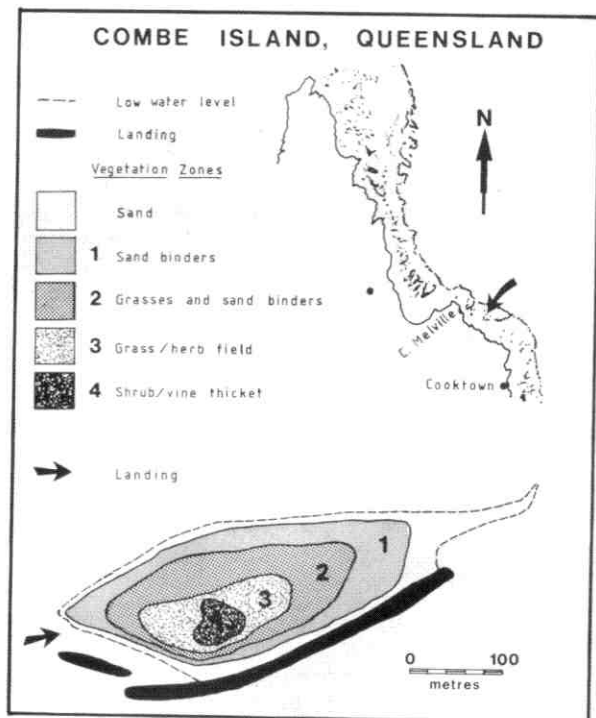 COMBE ISLAND, QUEENSLAND
Low water level
Landing
Vegetation Zones
Sand
1 Sand binders
2 Grasses and sand binders
3 Grass/herb field
4 Shrub/vine thicket
Landing
N
C. Melville
Cooktown
1
2
3
4
0 100
metres